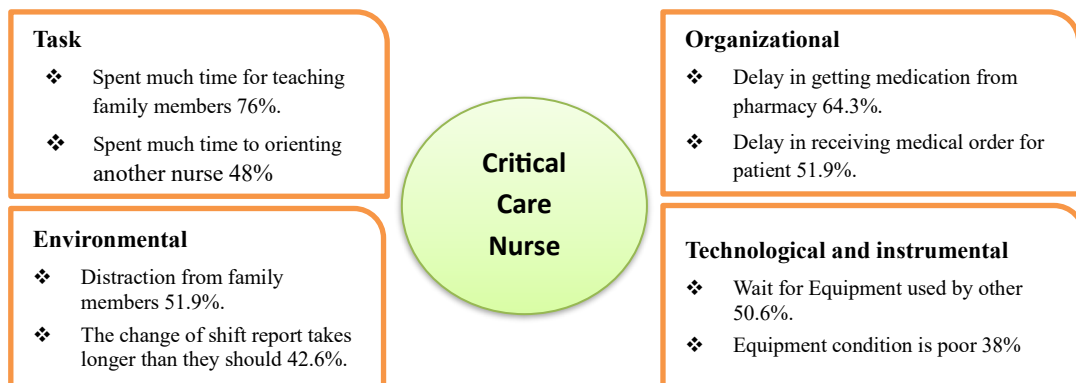 Task
❖ Spent much time for teaching
family members 76%.
❖ Spent much time to orienting
another nurse 48%
Environmental
❖ Distraction from family
members 51.9%.
❖ The change of shift report takes
longer than they should 42.6%.
Critical
Care
Nurse
Organizational
❖ Delay in getting medication from
pharmacy 64.3%.
❖ Delay in receiving medical order for
patient 51.9%.
Technological and instrumental
❖ Wait for Equipment used by other
50.6%.
❖ Equipment condition is poor 38%